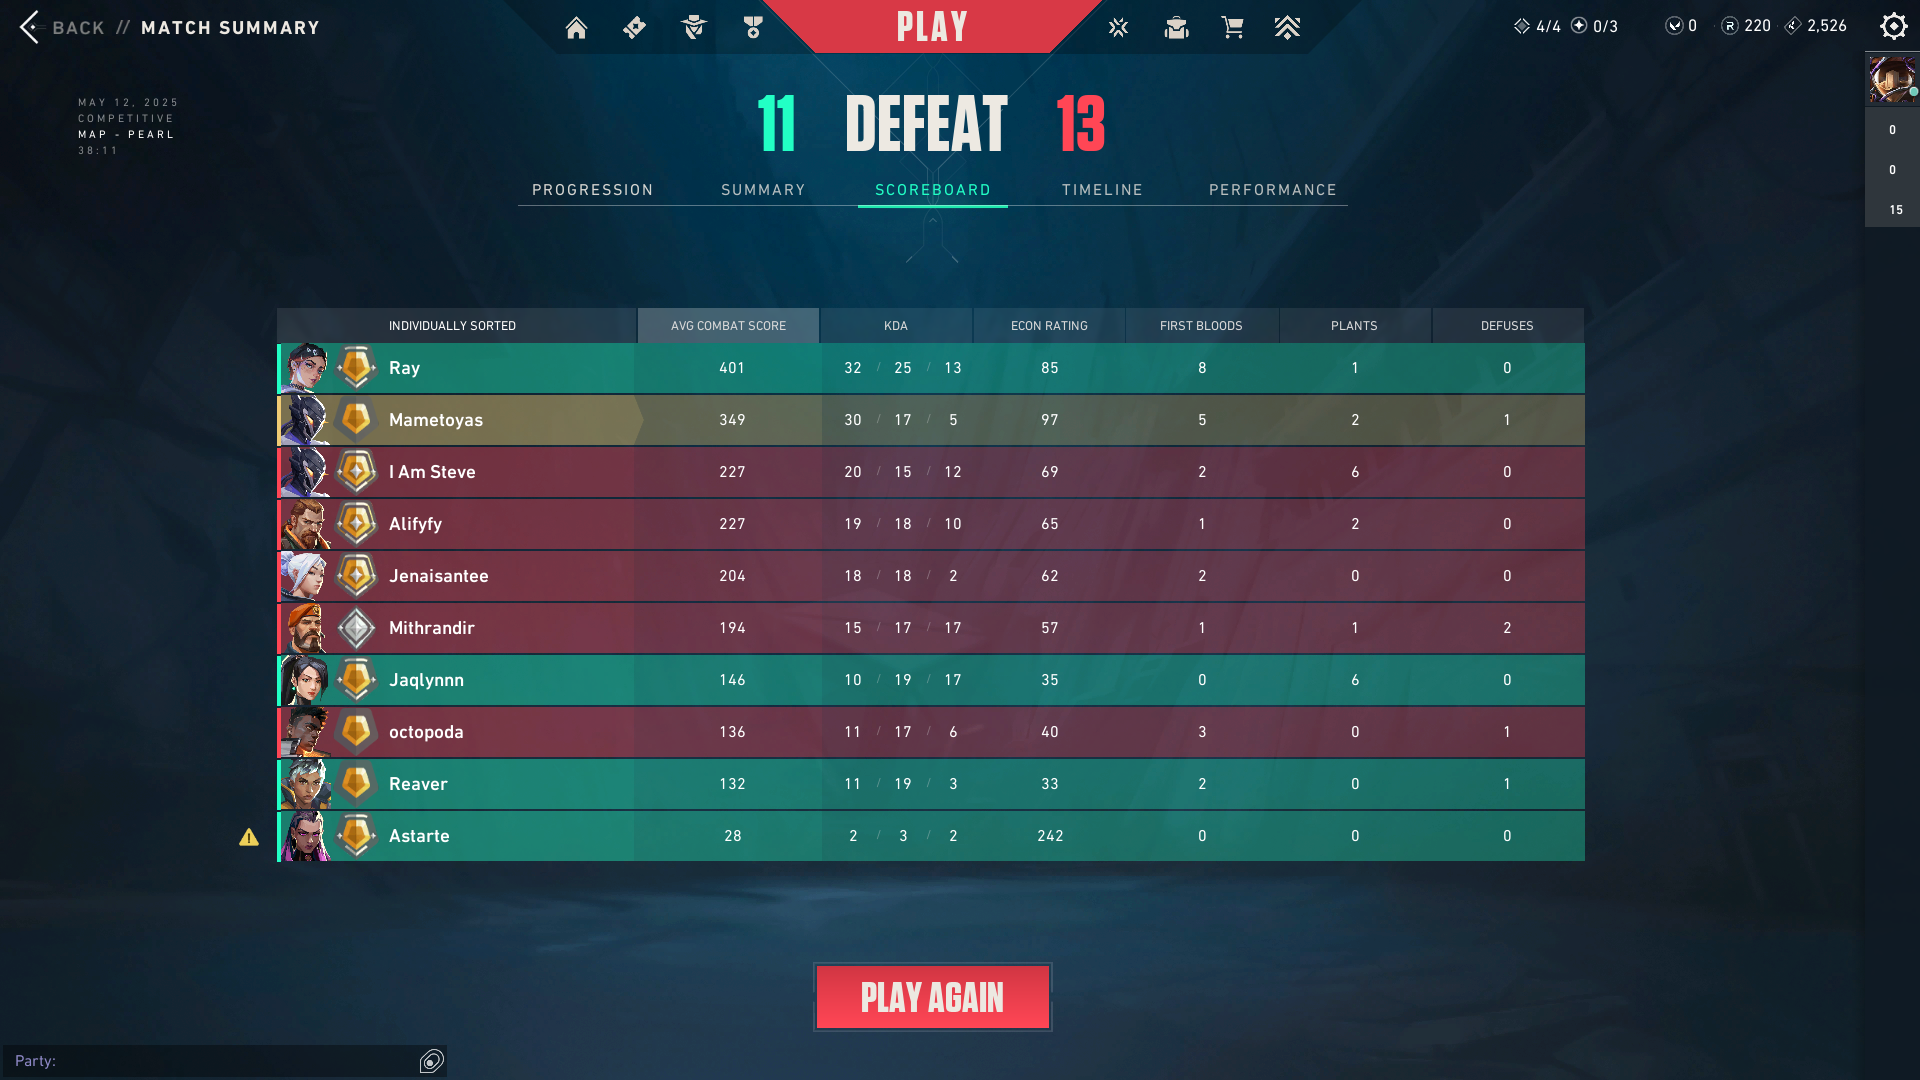 BACK // MATCH SUMMARY
PLAY
4/4 0/3 0 220 2,526
MAY 12, 2025
COMPETITIVE
MAP - PEARL
38:11
11 DEFEAT 13
PROGRESSION SUMMARY SCOREBOARD TIMELINE PERFORMANCE
0
0
15
INDIVIDUALLY SORTED AVG COMBAT SCORE KDA ECON RATING FIRST BLOODS PLANTS DEFUSES
Ray 401 32 / 25 / 13 85 8 1 0
Mametoyas 349 30 / 17 / 5 97 5 2 1
I Am Steve 227 20 / 15 / 12 69 2 6 0
Alifyfy 227 19 / 18 / 10 65 1 2 0
Jenaisantee 204 18 / 18 / 2 62 2 0 0
Mithrandir 194 15 / 17 / 17 57 1 1 2
Jaqlynnn 146 10 / 19 / 17 35 0 6 0
octopoda 136 11 / 17 / 6 40 3 0 1
Reaver 132 11 / 19 / 3 33 2 0 1
Astarte 28 2 / 3 / 2 242 0 0 0
PLAY AGAIN
Party: